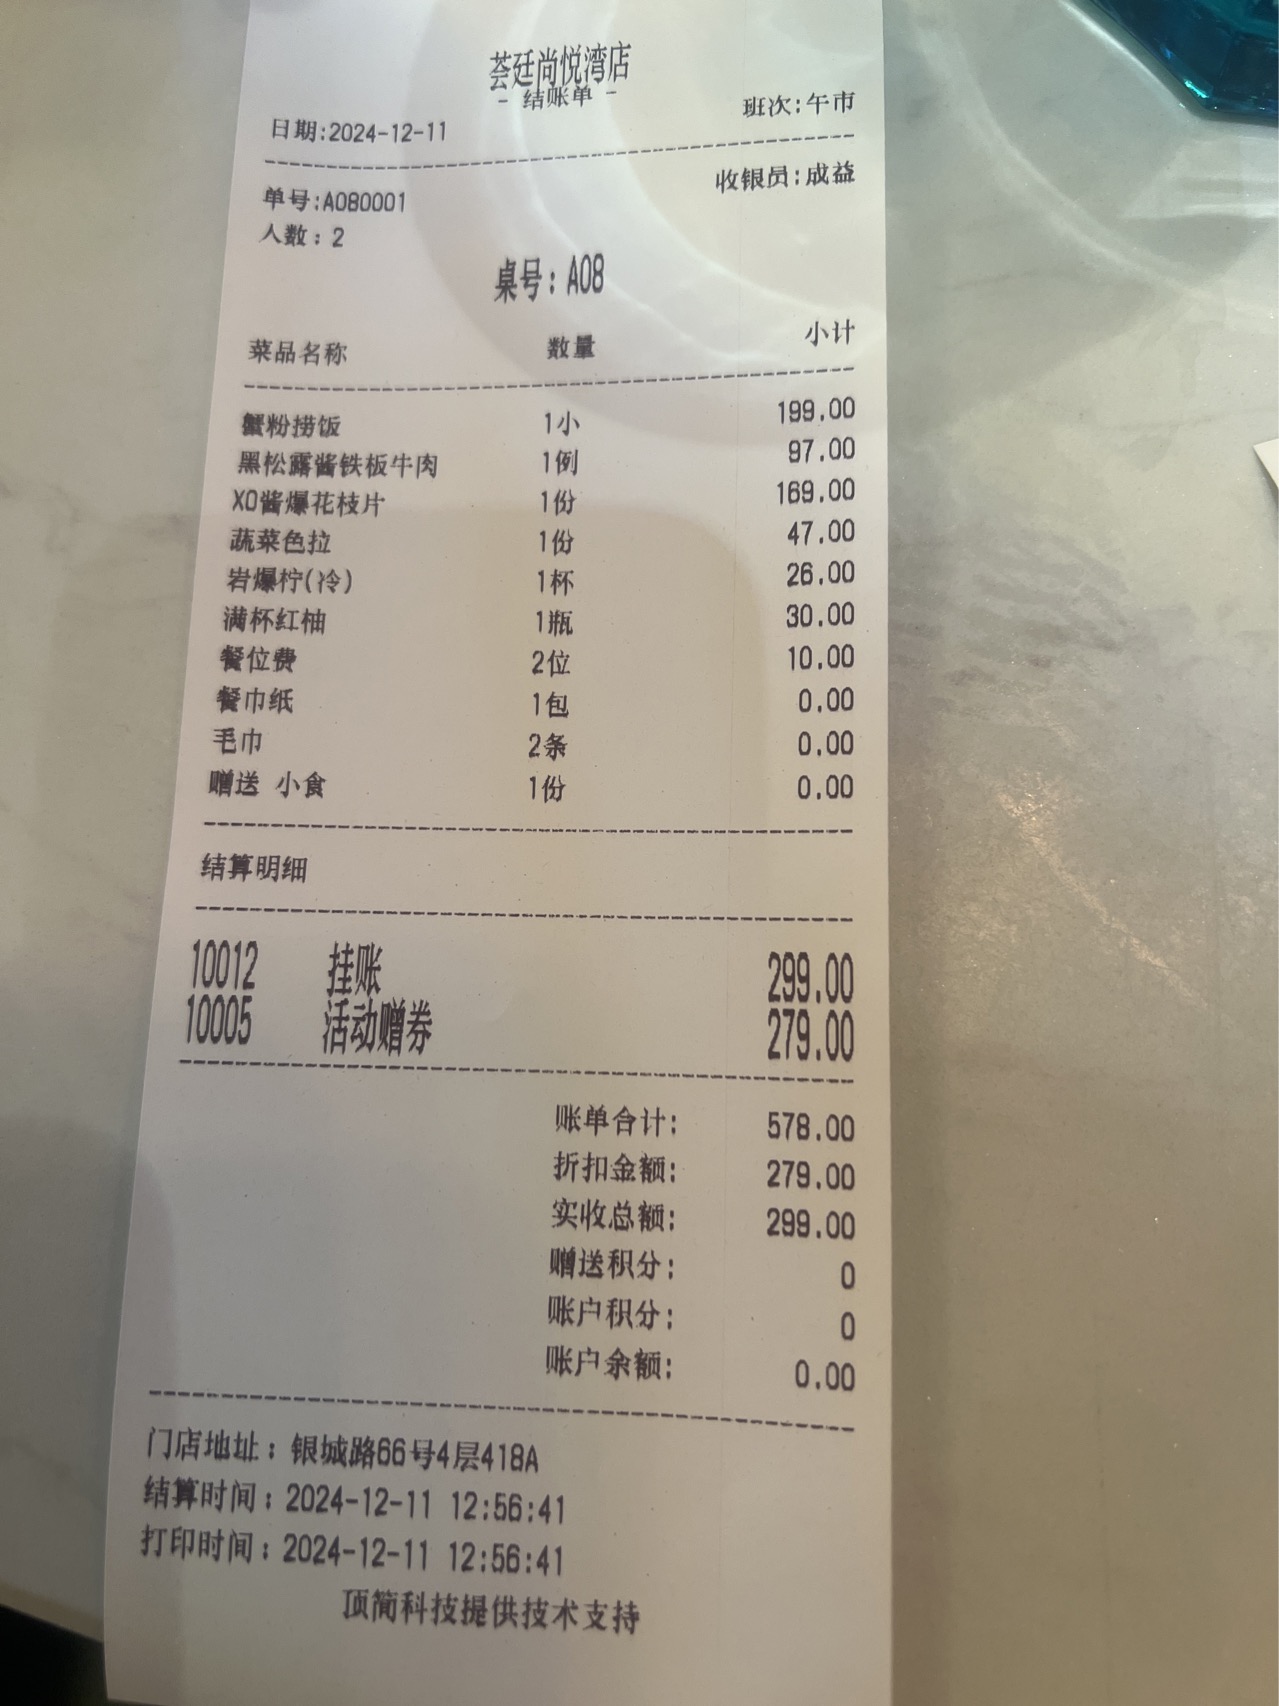 荟廷尚悦湾店
- 结账单 -
日期:2024-12-11 班次:午市
单号:A080001 收银员:成益
人数:2
桌号:A08
菜品名称 数量 小计
蟹粉捞饭 1小 199.00
黑松露酱铁板牛肉 1例 97.00
XO酱爆花枝片 1份 169.00
蔬菜色拉 1份 47.00
岩爆柠(冷) 1杯 26.00
满杯红柚 1瓶 30.00
餐位费 2位 10.00
餐巾纸 1包 0.00
毛巾 2条 0.00
赠送 小食 1份 0.00
结算明细
10012 挂账 299.00
10005 活动赠券 279.00
账单合计: 578.00
折扣金额: 279.00
实收总额: 299.00
赠送积分: 0
账户积分: 0
账户余额: 0.00
门店地址:银城路66号4层418A
结算时间:2024-12-11 12:56:41
打印时间:2024-12-11 12:56:41
顶简科技提供技术支持